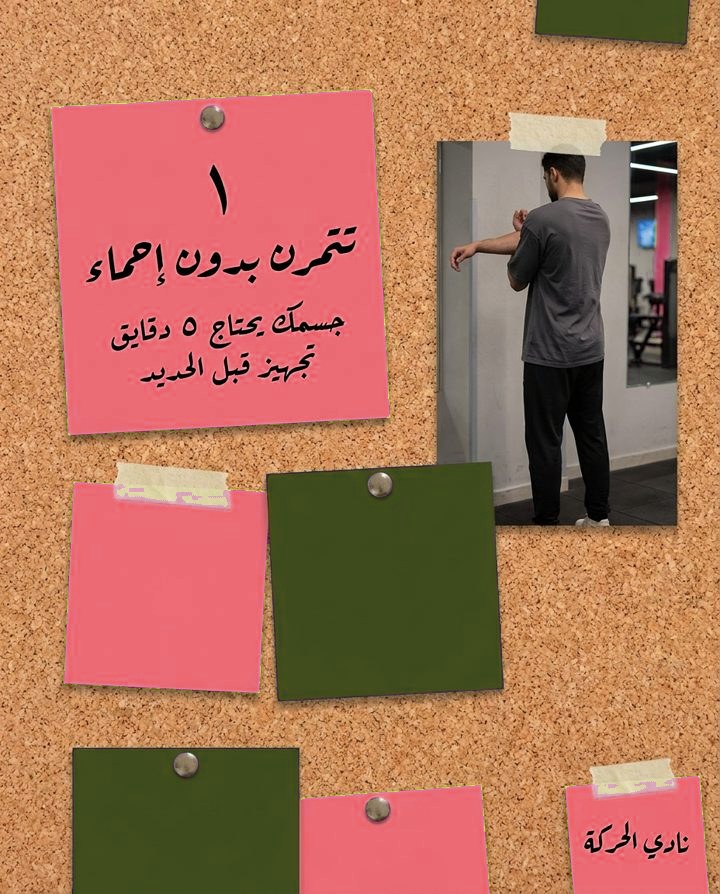 ١
تتمرن بدون إحماء
جسمك يحتاج ٥ دقايق
تجهيز قبل الحديد
نادي الحركة